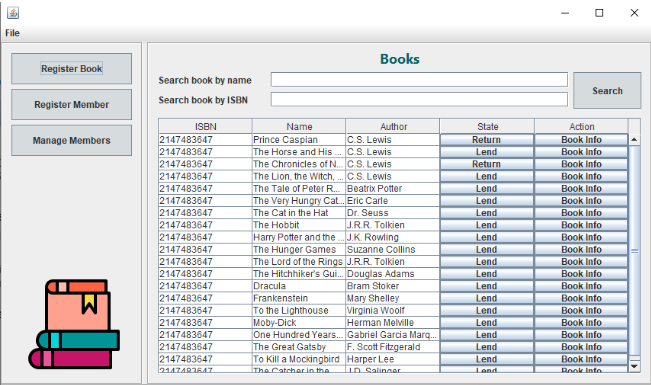 File
Register Book
Register Member
Manage Members
Books
Search book by name
Search book by ISBN
Search
ISBN Name Author State Action
2147483647 Prince Caspian C.S. Lewis Return Book Info
2147483647 The Horse and His ... C.S. Lewis Lend Book Info
2147483647 The Chronicles of N... C.S. Lewis Return Book Info
2147483647 The Lion, the Witch, ... C.S. Lewis Lend Book Info
2147483647 The Tale of Peter R... Beatrix Potter Lend Book Info
2147483647 The Very Hungry Cat... Eric Carle Lend Book Info
2147483647 The Cat in the Hat Dr. Seuss Lend Book Info
2147483647 The Hobbit J.R.R. Tolkien Lend Book Info
2147483647 Harry Potter and the ... J.K. Rowling Lend Book Info
2147483647 The Hunger Games Suzanne Collins Lend Book Info
2147483647 The Lord of the Rings J.R.R. Tolkien Lend Book Info
2147483647 The Hitchhiker's Gui... Douglas Adams Lend Book Info
2147483647 Dracula Bram Stoker Lend Book Info
2147483647 Frankenstein Mary Shelley Lend Book Info
2147483647 To the Lighthouse Virginia Woolf Lend Book Info
2147483647 Moby-Dick Herman Melville Lend Book Info
2147483647 One Hundred Years... Gabriel Garcia Marq... Lend Book Info
2147483647 The Great Gatsby F. Scott Fitzgerald Lend Book Info
2147483647 To Kill a Mockingbird Harper Lee Lend Book Info
2147483647 The Catcher in the J.D. Salinger Lend Book Info